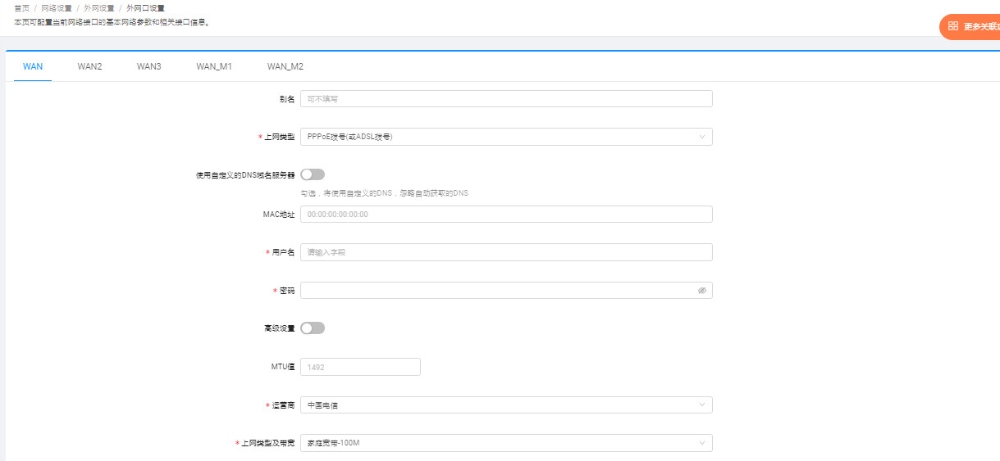 首页 / 网络设置 / 外网设置 / 外网口设置
本页可配置当前网络接口的基本网络参数和相关接口信息。
更多关联
WAN WAN2 WAN3 WAN_M1 WAN_M2
别名 可不填写
* 上网类型 PPPoE拨号(或ADSL拨号)
使用自定义的DNS域名服务器
勾选，将使用自定义的DNS，忽略自动获取的DNS
MAC地址 00:00:00:00:00:00
* 用户名 请输入字段
* 密码
高级设置
MTU值 1492
* 运营商 中国电信
* 上网类型及带宽 家庭宽带-100M